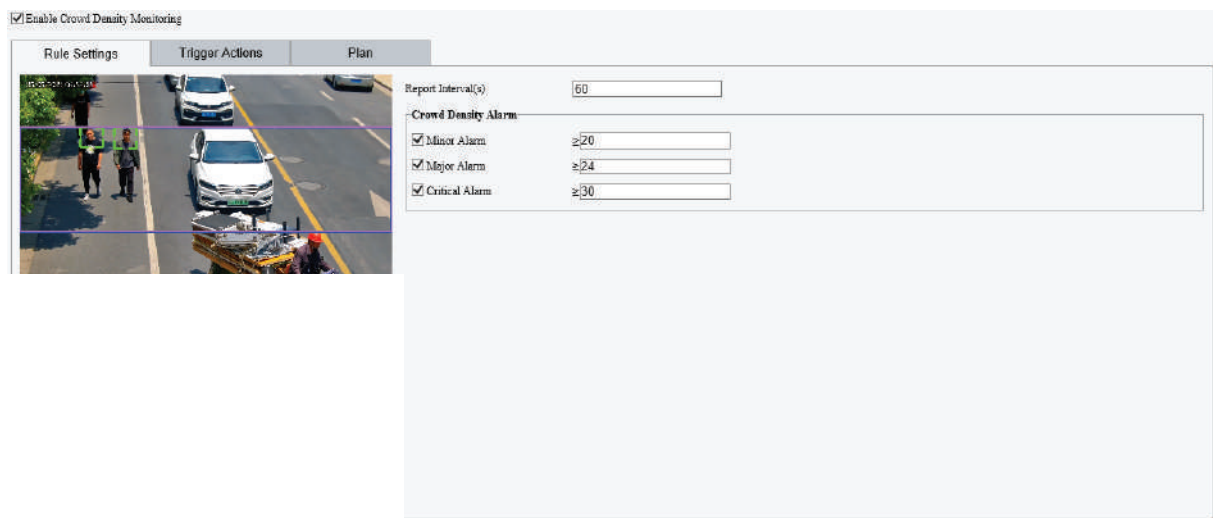 Enable Crowd Density Monitoring
Rule Settings
Trigger Actions
Plan
Report Interval(s)
60
Crowd Density Alarm
Minor Alarm
≥20
Major Alarm
≥24
Critical Alarm
≥30